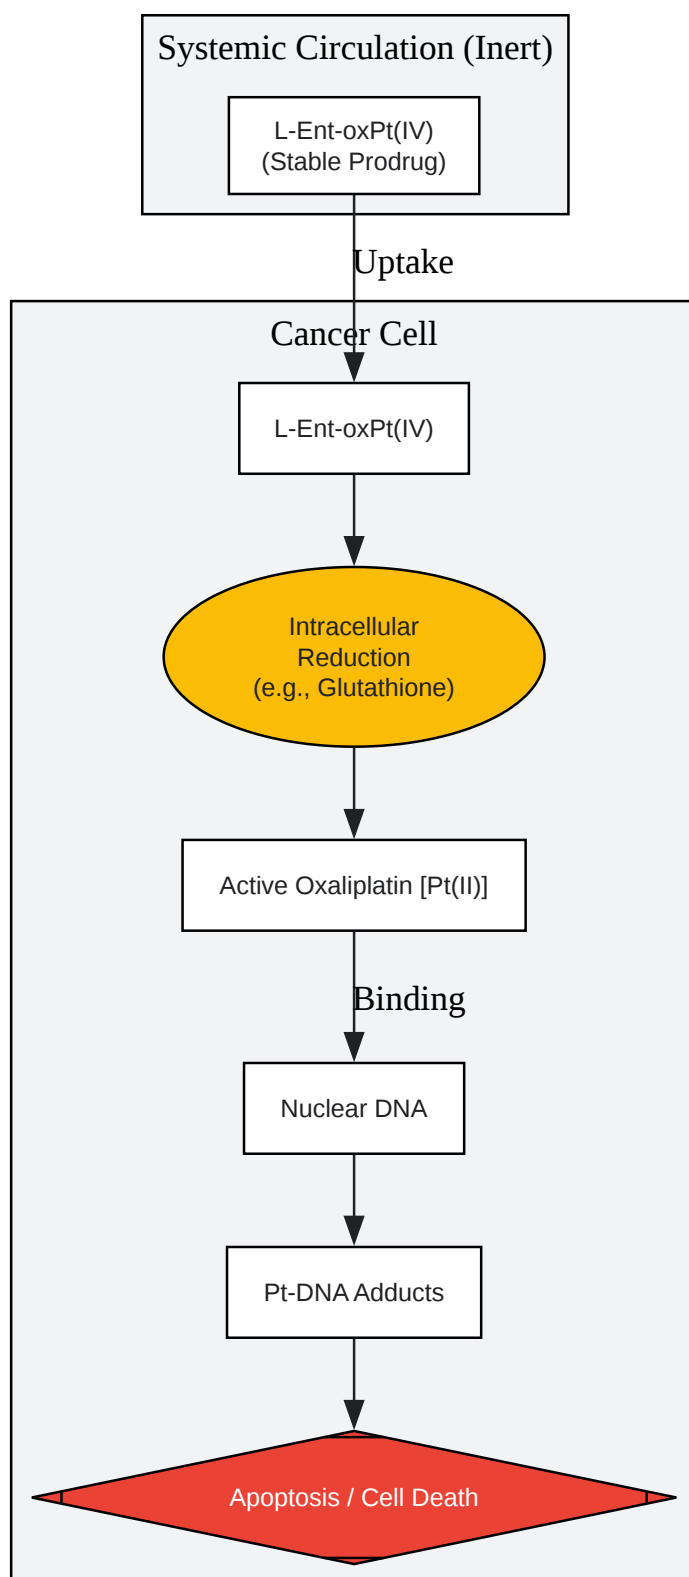 Systemic Circulation (Inert)
L-Ent-oxPt(IV)
(Stable Prodrug)
Uptake
Cancer Cell
L-Ent-oxPt(IV)
Intracellular
Reduction
(e.g., Glutathione)
Active Oxaliplatin [Pt(II)]
Binding
Nuclear DNA
Pt-DNA Adducts
Apoptosis / Cell Death